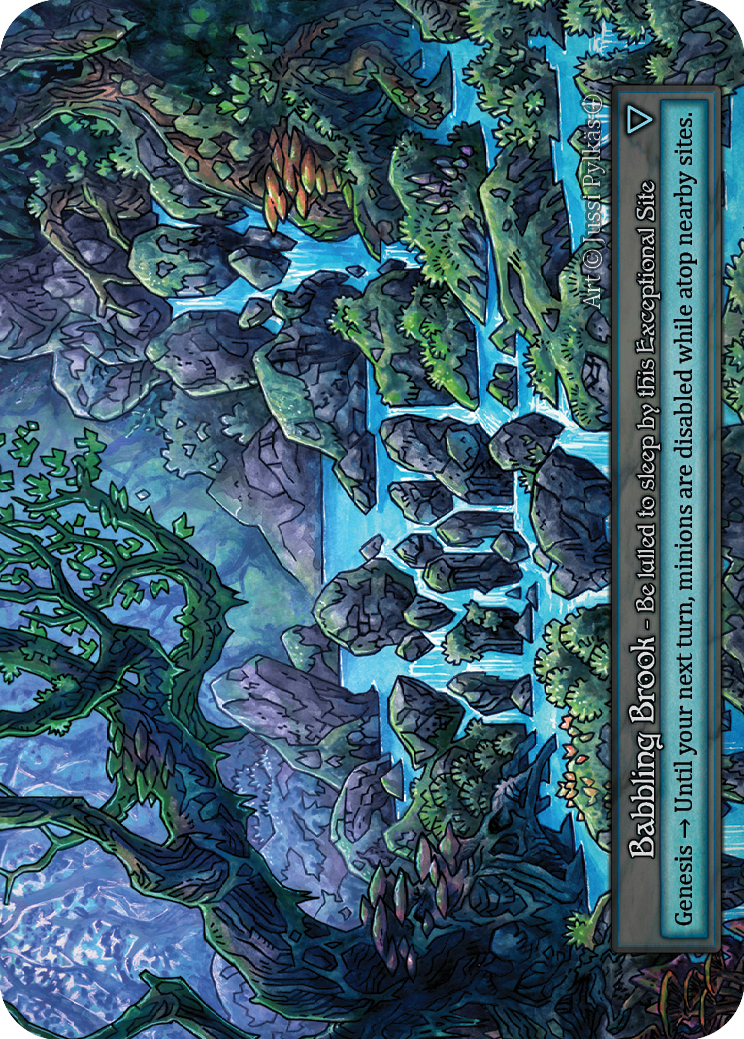 Art © Jussi Pylkäs
Babbling Brook - Be lulled to sleep by this Exceptional Site
Genesis → Until your next turn, minions are disabled while atop nearby sites.